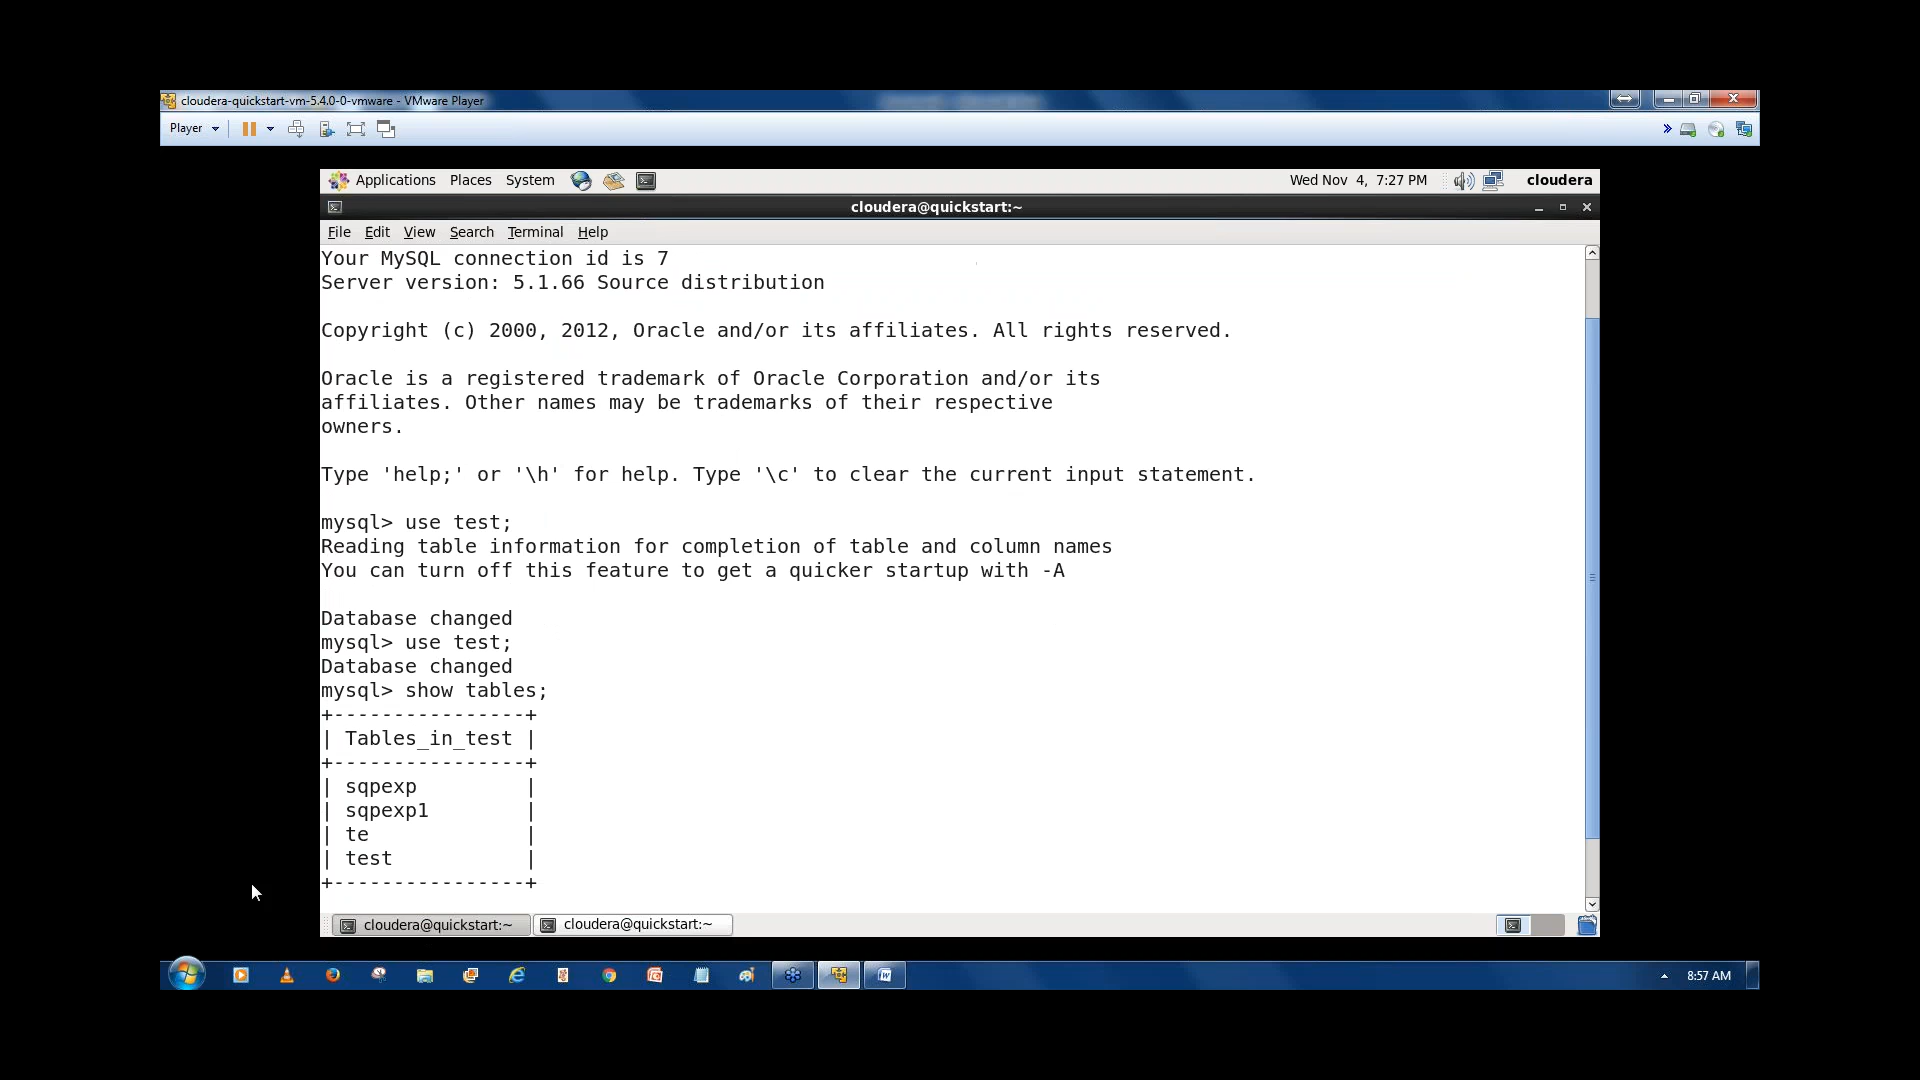 cloudera-quickstart-vm-5.4.0-0-vmware - VMware Player
Player
Applications Places System Wed Nov 4, 7:27 PM cloudera
cloudera@quickstart:~
File Edit View Search Terminal Help
Your MySQL connection id is 7
Server version: 5.1.66 Source distribution
Copyright (c) 2000, 2012, Oracle and/or its affiliates. All rights reserved.
Oracle is a registered trademark of Oracle Corporation and/or its
affiliates. Other names may be trademarks of their respective
owners.
Type 'help;' or '\h' for help. Type '\c' to clear the current input statement.
mysql> use test;
Reading table information for completion of table and column names
You can turn off this feature to get a quicker startup with -A
Database changed
mysql> use test;
Database changed
mysql> show tables;
+----------------+
| Tables_in_test |
+----------------+
| sqpexp         |
| sqpexp1        |
| te             |
| test           |
+----------------+
cloudera@quickstart:~ cloudera@quickstart:~
8:57 AM